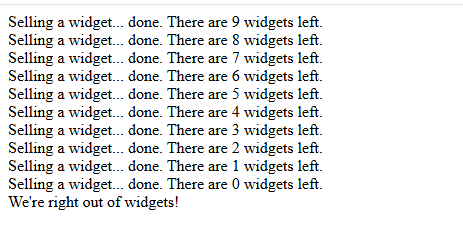 Selling a widget... done. There are 9 widgets left.
Selling a widget... done. There are 8 widgets left.
Selling a widget... done. There are 7 widgets left.
Selling a widget... done. There are 6 widgets left.
Selling a widget... done. There are 5 widgets left.
Selling a widget... done. There are 4 widgets left.
Selling a widget... done. There are 3 widgets left.
Selling a widget... done. There are 2 widgets left.
Selling a widget... done. There are 1 widgets left.
Selling a widget... done. There are 0 widgets left.
We're right out of widgets!